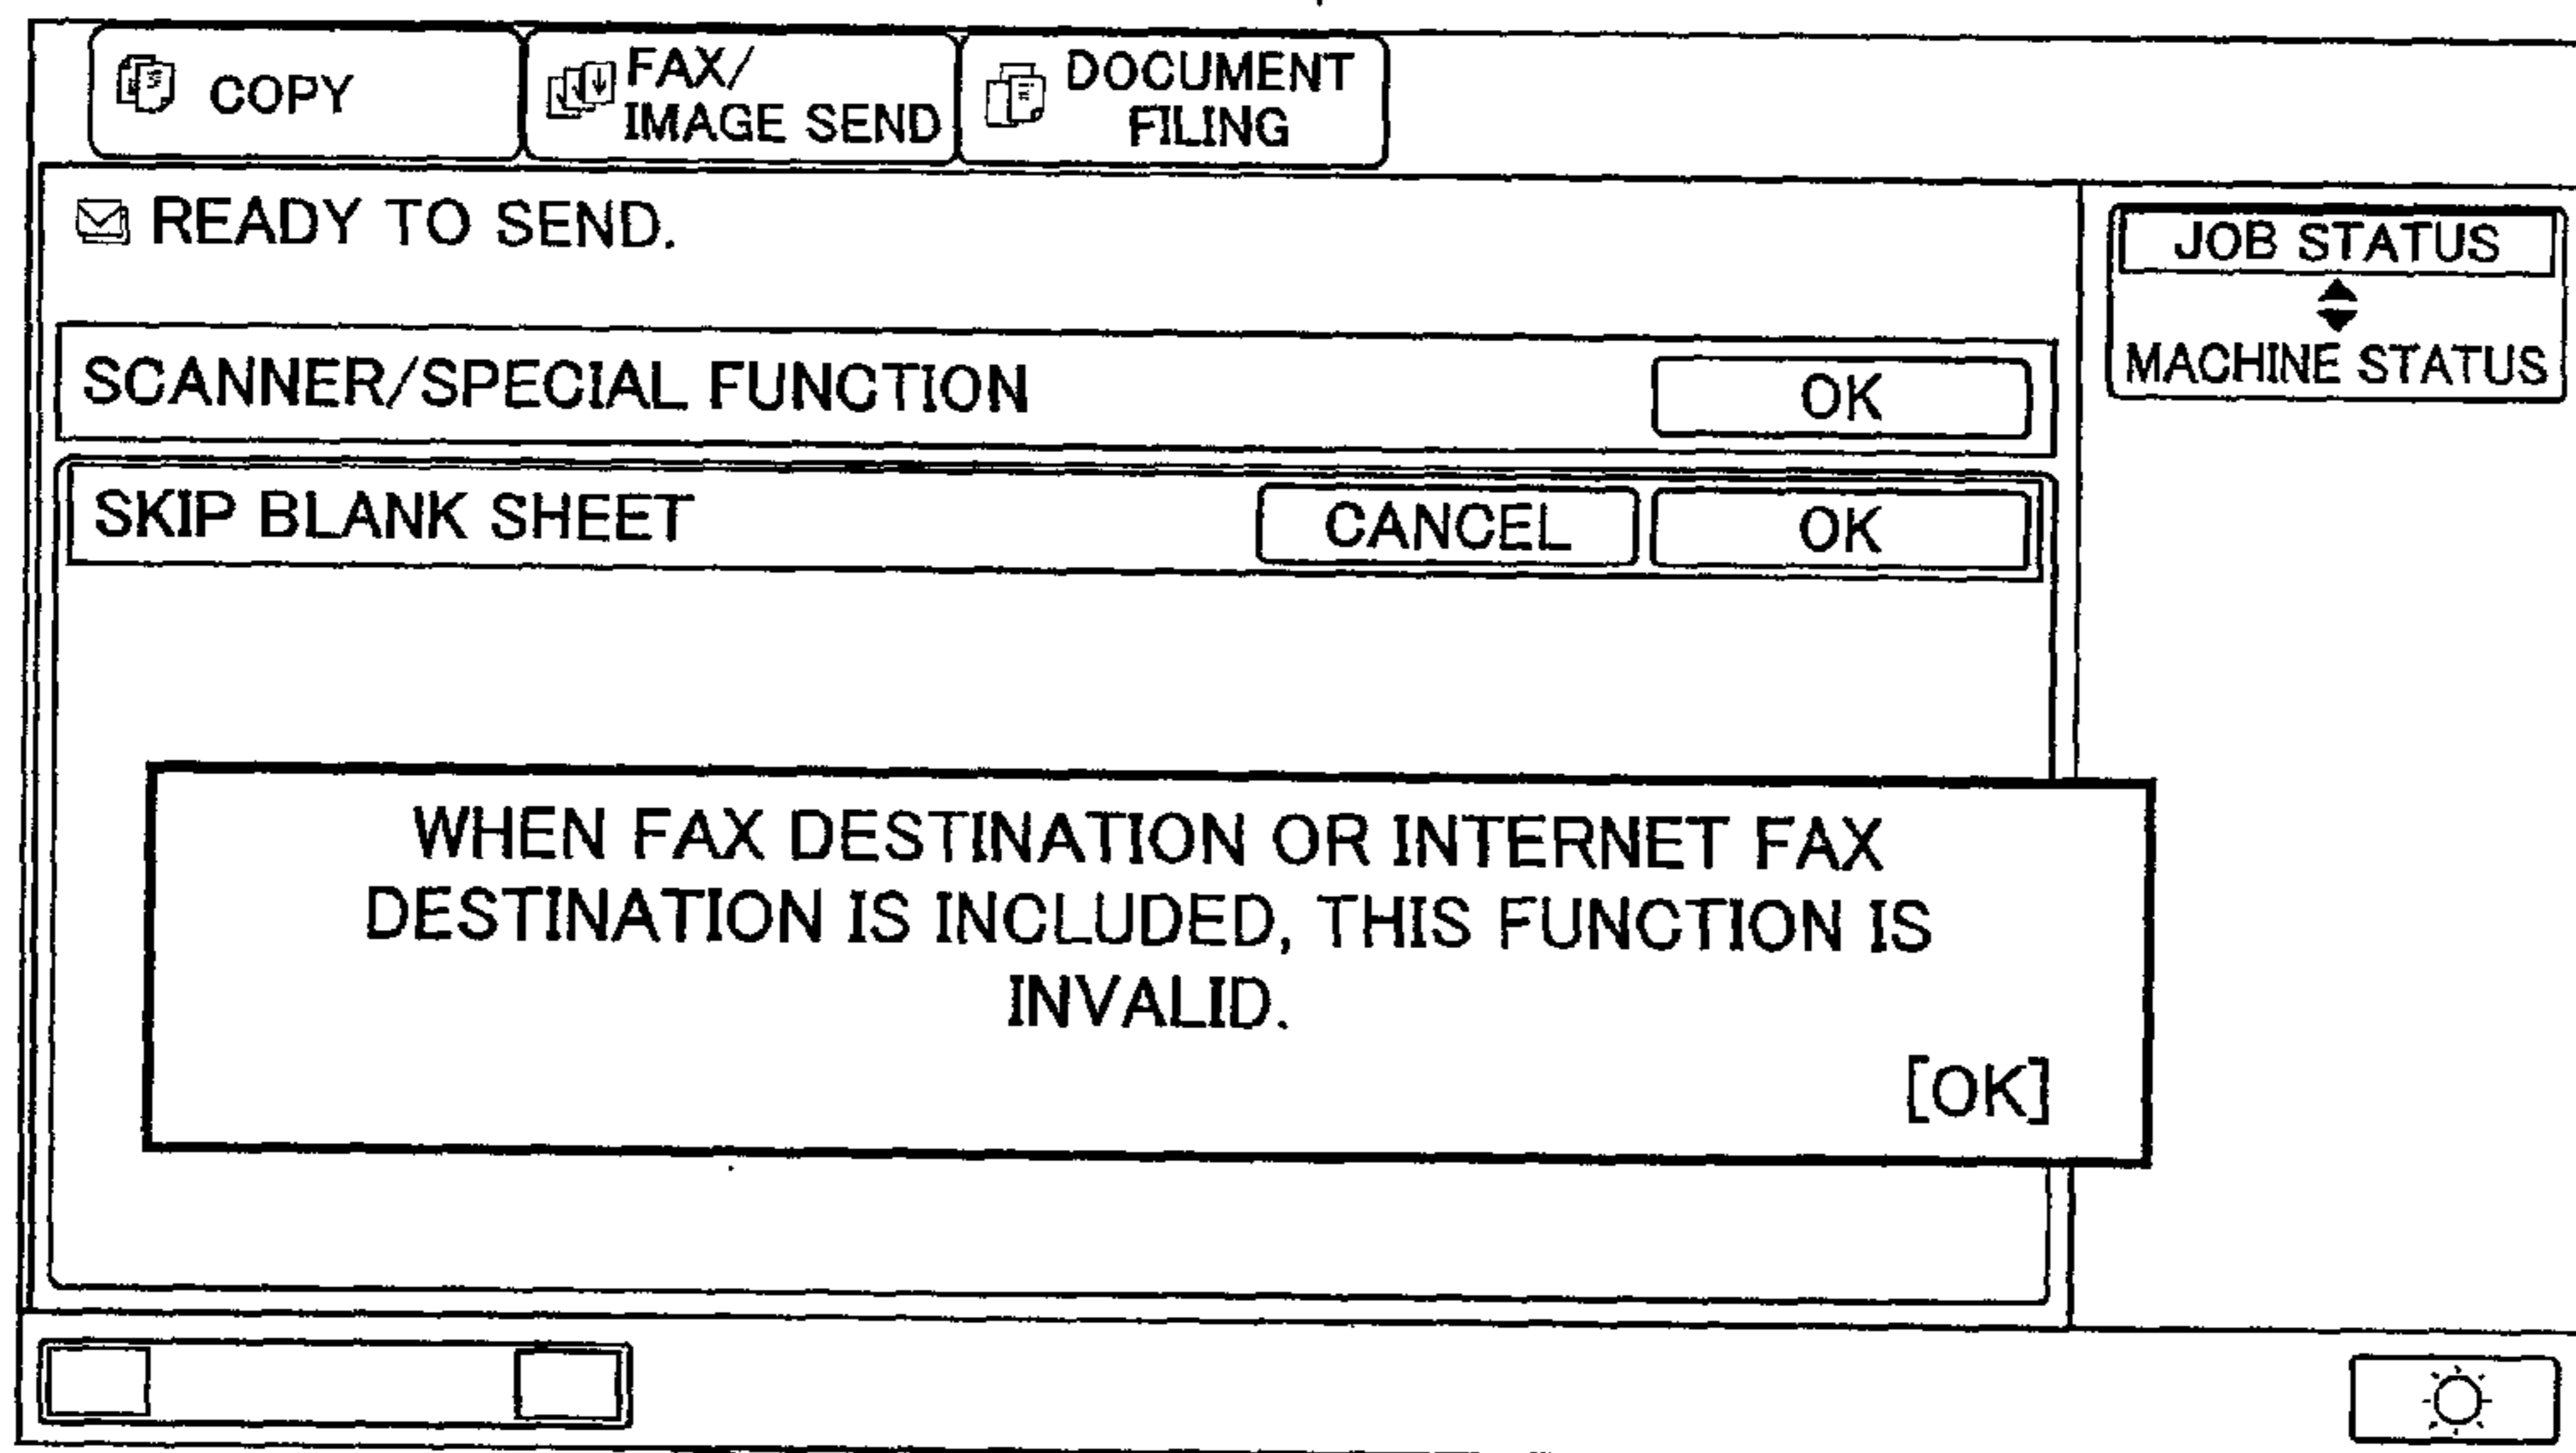 COPY
FAX/
IMAGE SEND
DOCUMENT
FILING
READY TO SEND.
JOB STATUS
MACHINE STATUS
SCANNER/SPECIAL FUNCTION
OK
SKIP BLANK SHEET
CANCEL
OK
WHEN FAX DESTINATION OR INTERNET FAX
DESTINATION IS INCLUDED, THIS FUNCTION IS
INVALID.
[OK]